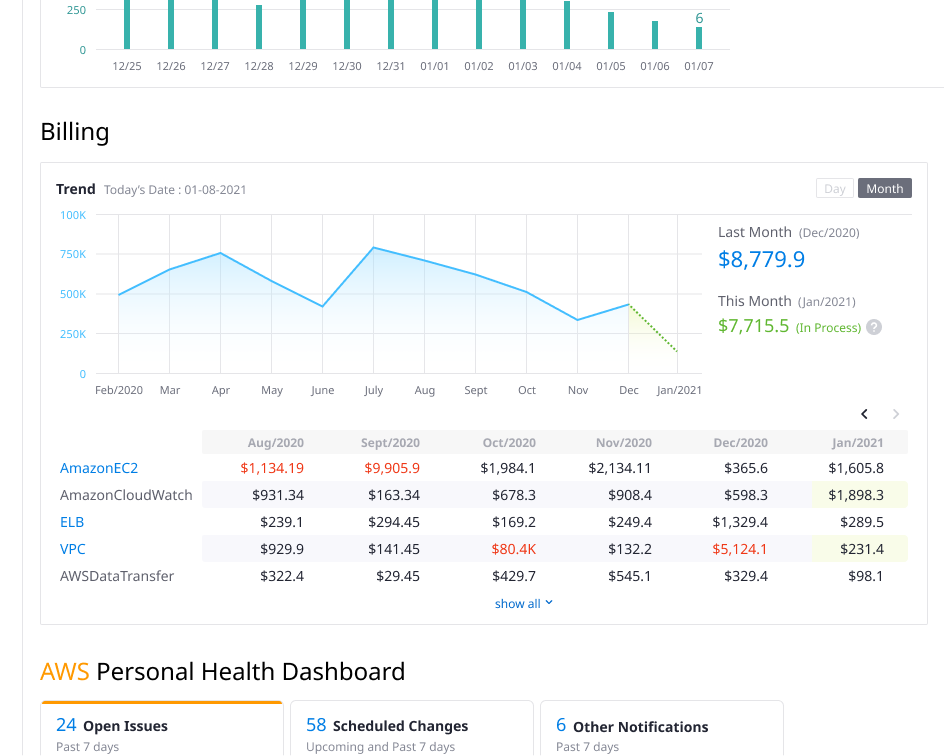 250
6
0
12/25 12/26 12/27 12/28 12/29 12/30 12/31 01/01 01/02 01/03 01/04 01/05 01/06 01/07
Billing
Trend Today's Date : 01-08-2021 Day Month
100K
750K
500K
250K
0
Feb/2020 Mar Apr May June July Aug Sept Oct Nov Dec Jan/2021
Last Month (Dec/2020)
$8,779.9
This Month (Jan/2021)
$7,715.5 (In Process) ?
Aug/2020 Sept/2020 Oct/2020 Nov/2020 Dec/2020 Jan/2021
AmazonEC2 $1,134.19 $9,905.9 $1,984.1 $2,134.11 $365.6 $1,605.8
AmazonCloudWatch $931.34 $163.34 $678.3 $908.4 $598.3 $1,898.3
ELB $239.1 $294.45 $169.2 $249.4 $1,329.4 $289.5
VPC $929.9 $141.45 $80.4K $132.2 $5,124.1 $231.4
AWSDataTransfer $322.4 $29.45 $429.7 $545.1 $329.4 $98.1
show all
AWS Personal Health Dashboard
24 Open Issues
Past 7 days
58 Scheduled Changes
Upcoming and Past 7 days
6 Other Notifications
Past 7 days